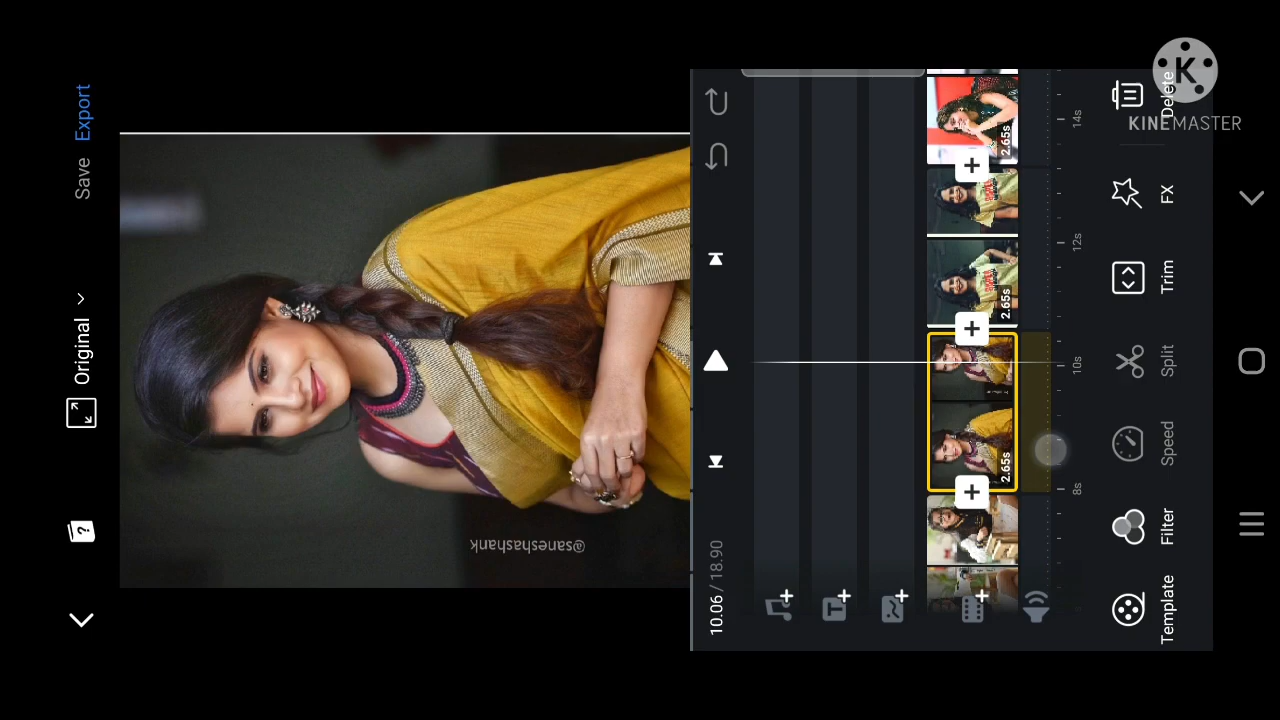 Save Export
Original
@saneshashank
10.06 / 18.90
2.65s
2.65s
2.65s
8s
10s
12s
14s
Template
Filter
Speed
Split
Trim
FX
Delete
KINEMASTER
K
T
?